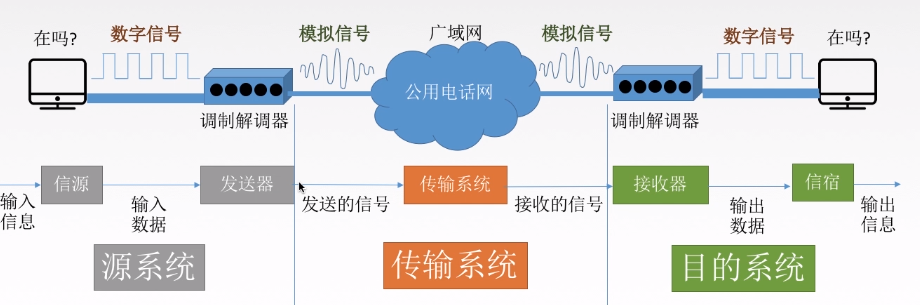 在吗?
数字信号
模拟信号
广域网
模拟信号
数字信号
在吗?
公用电话网
调制解调器
调制解调器
信源
发送器
传输系统
接收器
信宿
输入
信息
输入
数据
发送的信号
接收的信号
输出
数据
输出
信息
源系统
传输系统
目的系统